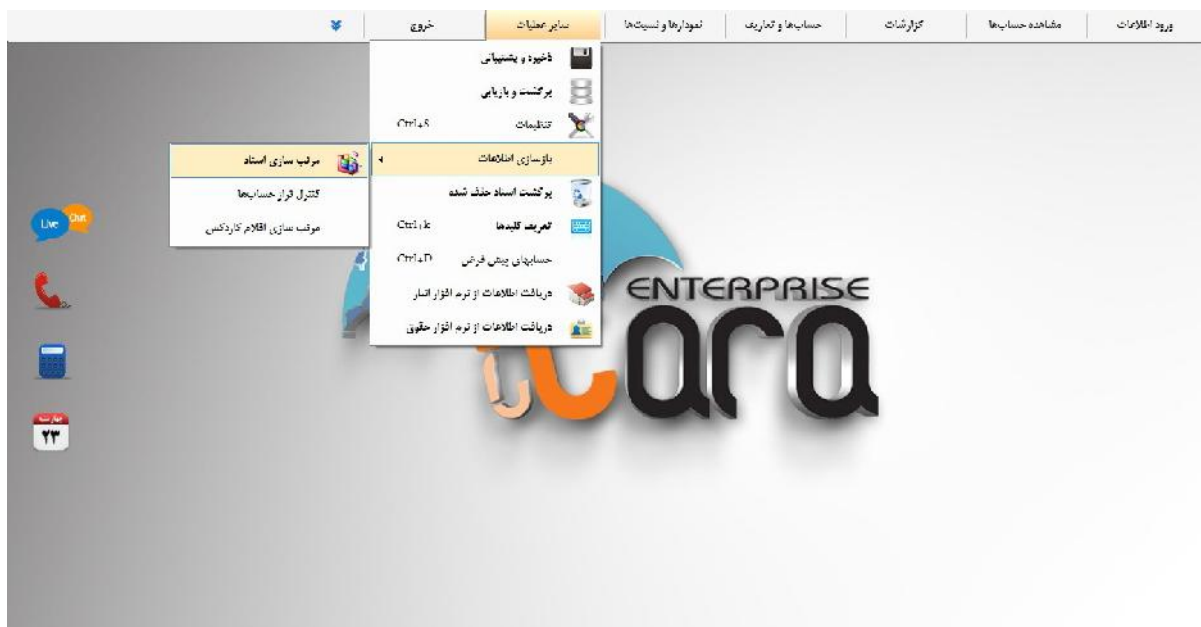 ورود اطلاعات
مشاهده حساب‌ها
گزارشات
حساب‌ها و تعاریف
نمودارها و نسبت‌ها
سایر عملیات
خروج
ذخیره و پشتیبانی
برگشت و بازیابی
تنظیمات Ctrl+S
بازسازی اطلاعات
برگشت اسناد حذف شده
تعریف کلیدها Ctrl+k
حسابهای پیش فرض Ctrl+D
دریافت اطلاعات از نرم افزار انبار
دریافت اطلاعات از نرم افزار حقوق
مرتب سازی اسناد
کنترل تراز حساب‌ها
مرتب سازی اقلام کاردکس
Live Chat
چهارشنبه
۲۳
ENTERPRISE